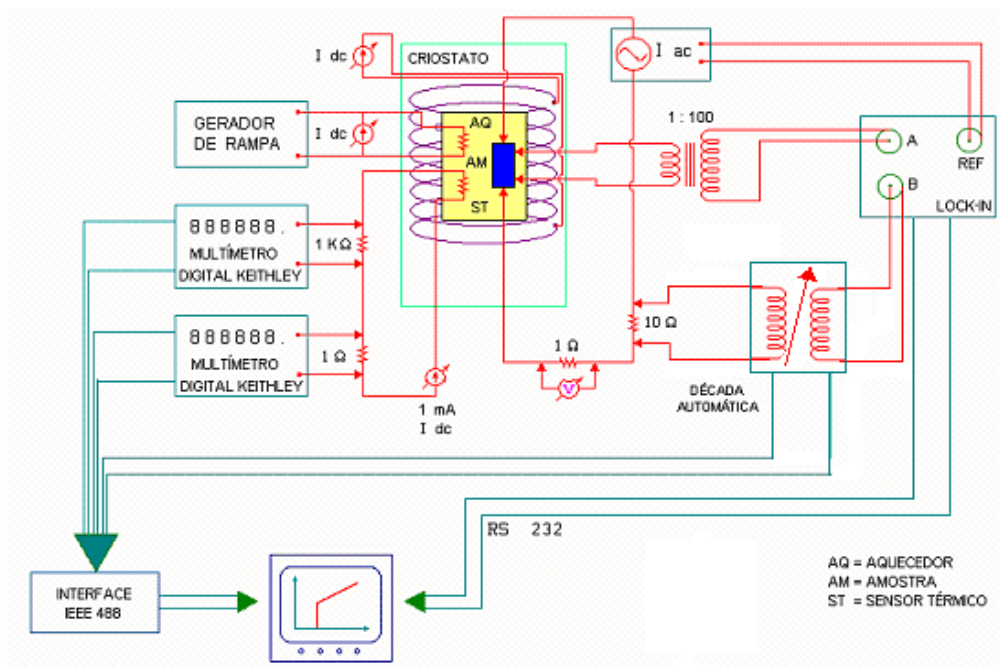 I dc
CRIOSTATO
I ac
GERADOR
DE RAMPA
I dc
AQ
AM
ST
1 : 100
A
REF
B
LOCK-IN
888888.
MULTÍMETRO
DIGITAL KEITHLEY
1 KΩ
888888.
MULTÍMETRO
DIGITAL KEITHLEY
1 Ω
1 mA
I dc
1 Ω
V
10 Ω
DÉCADA
AUTOMÁTICA
RS 232
INTERFACE
IEEE 488
AQ = AQUECEDOR
AM = AMOSTRA
ST = SENSOR TÉRMICO